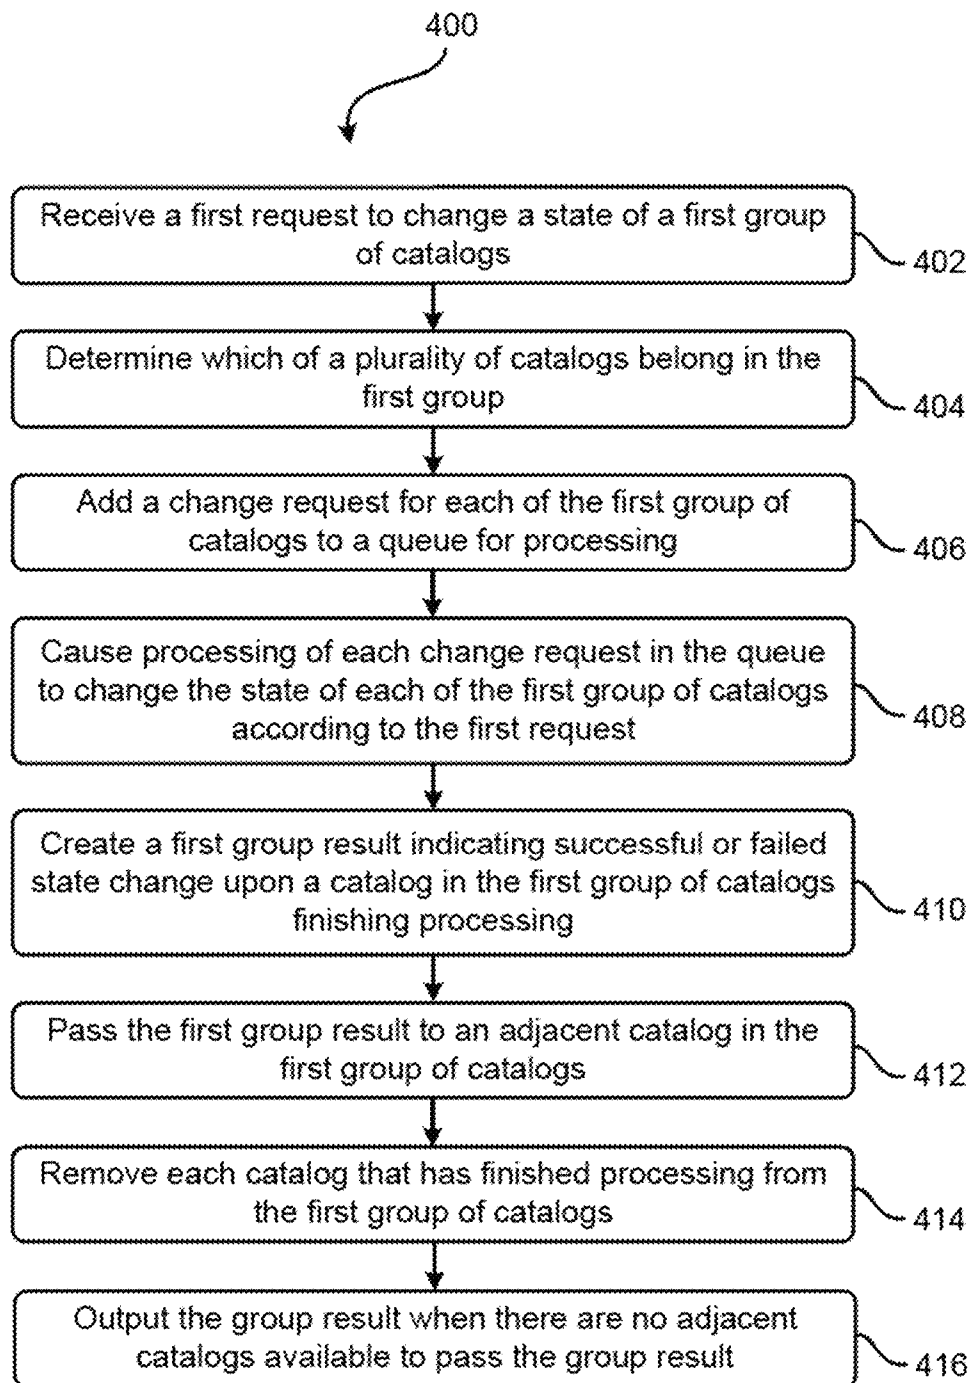 400
Receive a first request to change a state of a first group
of catalogs
402
Determine which of a plurality of catalogs belong in the
first group
404
Add a change request for each of the first group of
catalogs to a queue for processing
406
Cause processing of each change request in the queue
to change the state of each of the first group of catalogs
according to the first request
408
Create a first group result indicating successful or failed
state change upon a catalog in the first group of catalogs
finishing processing
410
Pass the first group result to an adjacent catalog in the
first group of catalogs
412
Remove each catalog that has finished processing from
the first group of catalogs
414
Output the group result when there are no adjacent
catalogs available to pass the group result
416